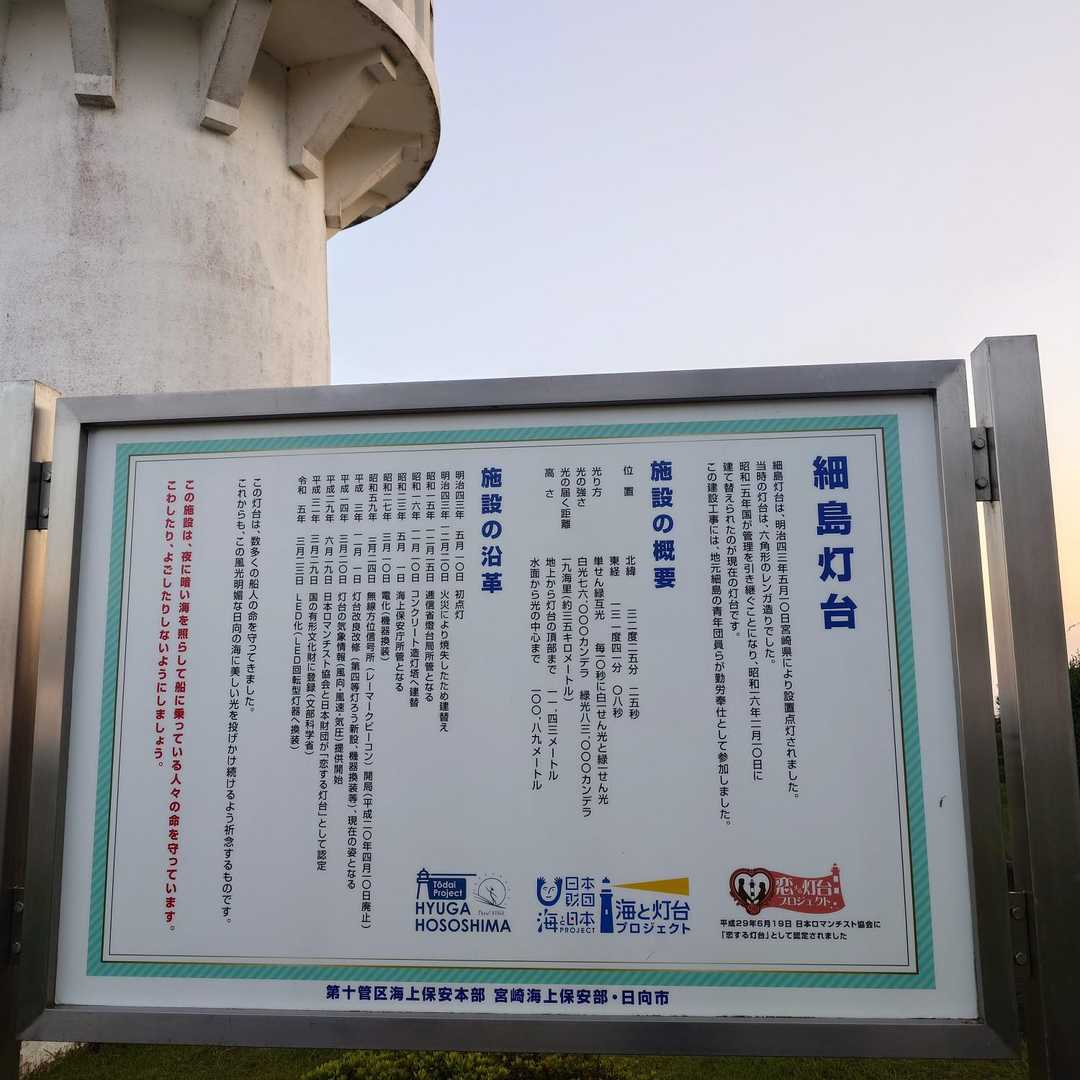 細島灯台
細島灯台は、明治四三年五月一〇日宮崎県により設置点灯されました。
当時の灯台は、六角形のレンガ造りでした。
昭和一五年国が管理を引き継ぐことになり、昭和一六年二月一〇日に
建て替えられたのが現在の灯台です。
この建設工事には、地元細島の青年団員らが勤労奉仕として参加しました。
施設の概要
位置 北緯 三二度二五分 二五秒
東経 一三一度四一分 〇八秒
光り方 単せん緑互光 毎一〇秒に白一せん光と緑一せん光
光の強さ 白光七六、〇〇〇カンデラ 緑光八三、〇〇〇カンデラ
光の届く距離 一九海里(約三五キロメートル)
高さ 地上から灯台の頂部まで 一一.四三メートル
水面から光の中心まで 一〇〇.八九メートル
施設の沿革
明治四三年 五月一〇日 初点灯
明治四三年 一二月二〇日 火災により焼失したため建替え
昭和一五年 一二月二五日 逓信省燈台局所管となる
昭和一六年 二月一〇日 コンクリート造灯塔へ建替
昭和二三年 五月 一日 海上保安庁所管となる
昭和二七年 三月一〇日 電化(機器換装)
昭和五九年 三月二四日 無線方位信号所(レーマークビーコン)開局(平成二〇年四月一〇日廃止)
平成 三年 一一月 一日 灯台改良改修(第四等灯ろう新設、機器換装等)、現在の姿となる
平成一四年 三月二〇日 灯台の気象情報(風向・風速・気圧)提供開始
平成二九年 六月一九日 日本ロマンチスト協会と日本財団が「恋する灯台」として認定
平成三一年 三月二九日 国の有形文化財に登録(文部科学省)
令和 五年 三月二三日 LED化(LED回転型灯器へ換装)
この灯台は、数多くの船人の命を守ってきました。
これからも、この風光明媚な日向の海に美しい光を投げかけ続けるよう祈念するものです。
この施設は、夜に暗い海を照らして船に乗っている人々の命を守っています。
こわしたり、よごしたりしないようにしましょう。
Tōdai
Project
HYUGA
HOSOSHIMA
日本
財団
海と日本
PROJECT
海と灯台
プロジェクト
恋する灯台
プロジェクト
平成29年6月19日 日本ロマンチスト協会に
「恋する灯台」として認定されました
第十管区海上保安本部 宮崎海上保安部・日向市